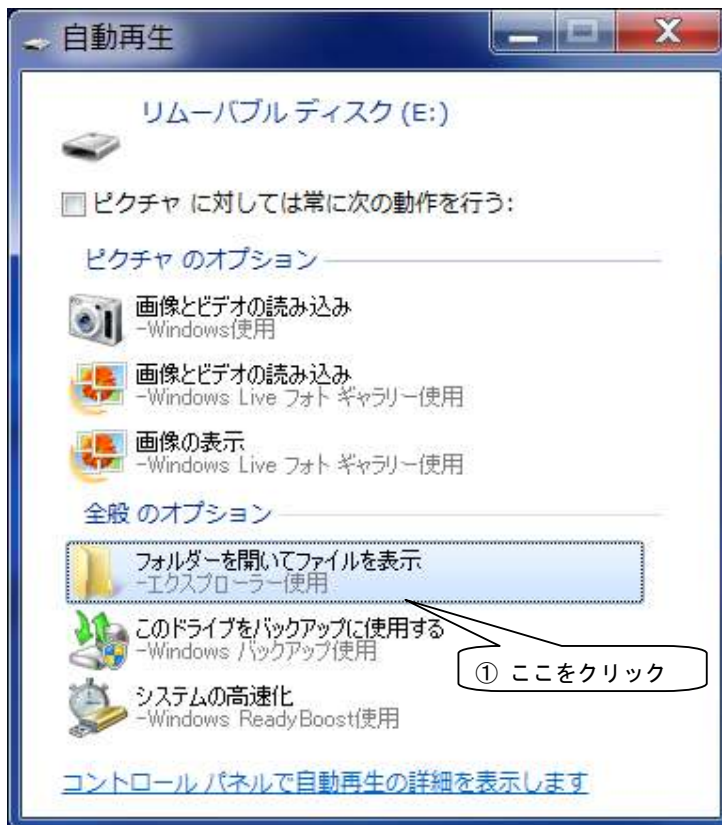 自動再生
リムーバブル ディスク (E:)
ピクチャ に対しては常に次の動作を行う:
ピクチャ のオプション
画像とビデオの読み込み
-Windows使用
画像とビデオの読み込み
-Windows Live フォト ギャラリー使用
画像の表示
-Windows Live フォト ギャラリー使用
全般 のオプション
フォルダーを開いてファイルを表示
-エクスプローラー使用
このドライブをバックアップに使用する
-Windows バックアップ使用
① ここをクリック
システムの高速化
-Windows ReadyBoost使用
コントロール パネルで自動再生の詳細を表示します